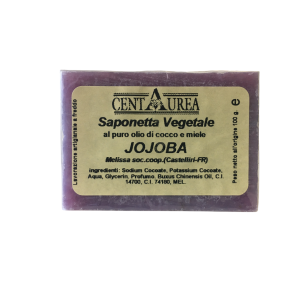 CENTAUREA
Saponetta Vegetale
al puro olio di cocco e miele
JOJOBA
Melissa soc.coop.(Castelliri-FR)
ingredienti: Sodium Cocoate, Potassium Cocoate,
Aqua, Glycerin, Profumo, Buxus Chinensis Oil, C.I.
14700, C.I. 74160, MEL.
Lavorazione artigianale a freddo
Peso netto all'origine 100 g. e